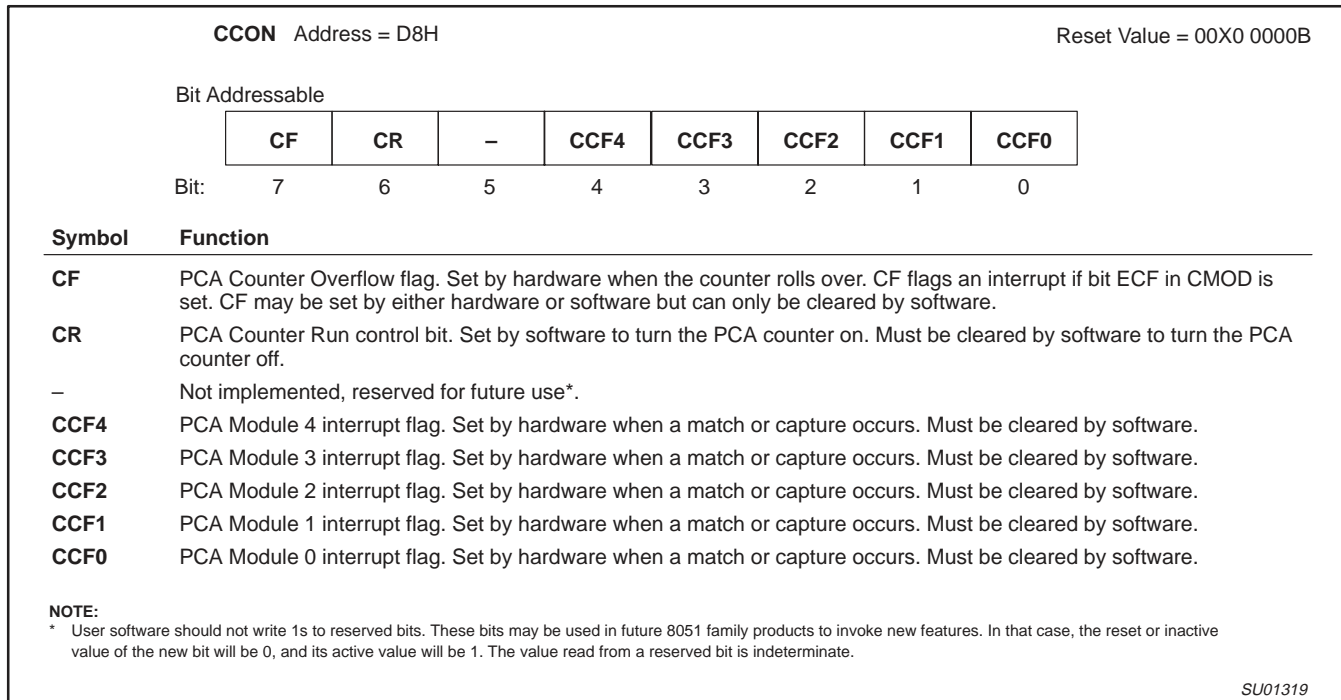 CCON Address = D8H Reset Value = 00X0 0000B
Bit Addressable
CF CR – CCF4 CCF3 CCF2 CCF1 CCF0
Bit: 7 6 5 4 3 2 1 0
Symbol Function
CF PCA Counter Overflow flag. Set by hardware when the counter rolls over. CF flags an interrupt if bit ECF in CMOD is
set. CF may be set by either hardware or software but can only be cleared by software.
CR PCA Counter Run control bit. Set by software to turn the PCA counter on. Must be cleared by software to turn the PCA
counter off.
– Not implemented, reserved for future use*.
CCF4 PCA Module 4 interrupt flag. Set by hardware when a match or capture occurs. Must be cleared by software.
CCF3 PCA Module 3 interrupt flag. Set by hardware when a match or capture occurs. Must be cleared by software.
CCF2 PCA Module 2 interrupt flag. Set by hardware when a match or capture occurs. Must be cleared by software.
CCF1 PCA Module 1 interrupt flag. Set by hardware when a match or capture occurs. Must be cleared by software.
CCF0 PCA Module 0 interrupt flag. Set by hardware when a match or capture occurs. Must be cleared by software.
NOTE:
* User software should not write 1s to reserved bits. These bits may be used in future 8051 family products to invoke new features. In that case, the reset or inactive
value of the new bit will be 0, and its active value will be 1. The value read from a reserved bit is indeterminate.
SU01319